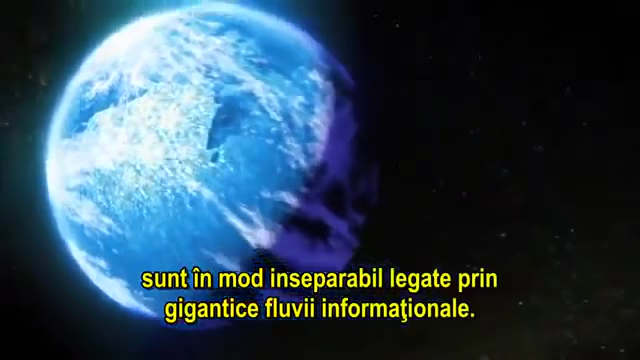 sunt în mod inseparabil legate prin
gigantice fluvii informaţionale.